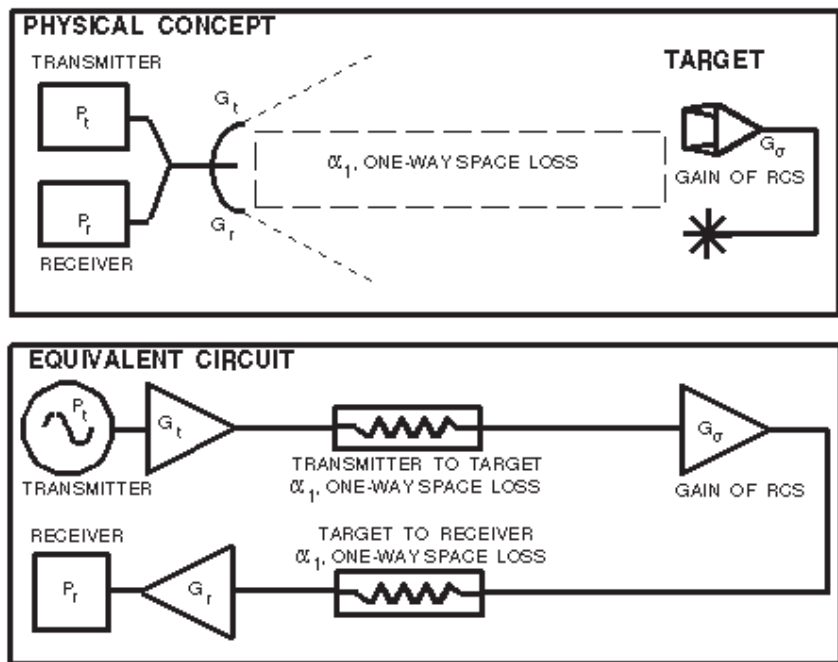 PHYSICAL CONCEPT
TRANSMITTER
TARGET
Pt
Gt
α1, ONE-WAY SPACE LOSS
Gσ
GAIN OF RCS
Pr
Gr
RECEIVER
EQUIVALENT CIRCUIT
Pt
Gt
Gσ
TRANSMITTER
TRANSMITTER TO TARGET
α1, ONE-WAY SPACE LOSS
GAIN OF RCS
RECEIVER
TARGET TO RECEIVER
α1, ONE-WAY SPACE LOSS
Pr
Gr